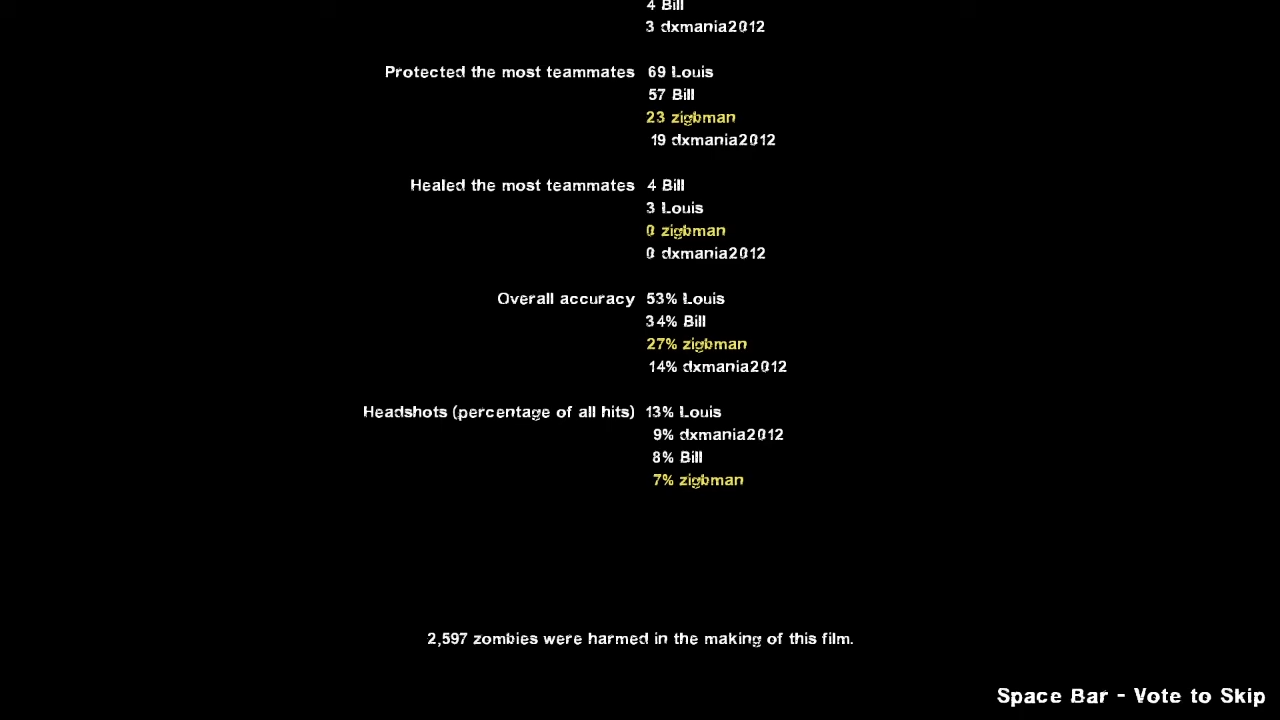 4 Bill
3 dxmania2012
Protected the most teammates 69 Louis
57 Bill
23 zigbman
19 dxmania2012
Healed the most teammates 4 Bill
3 Louis
0 zigbman
0 dxmania2012
Overall accuracy 53% Louis
34% Bill
27% zigbman
14% dxmania2012
Headshots (percentage of all hits) 13% Louis
9% dxmania2012
8% Bill
7% zigbman
2,597 zombies were harmed in the making of this film.
Space Bar - Vote to Skip